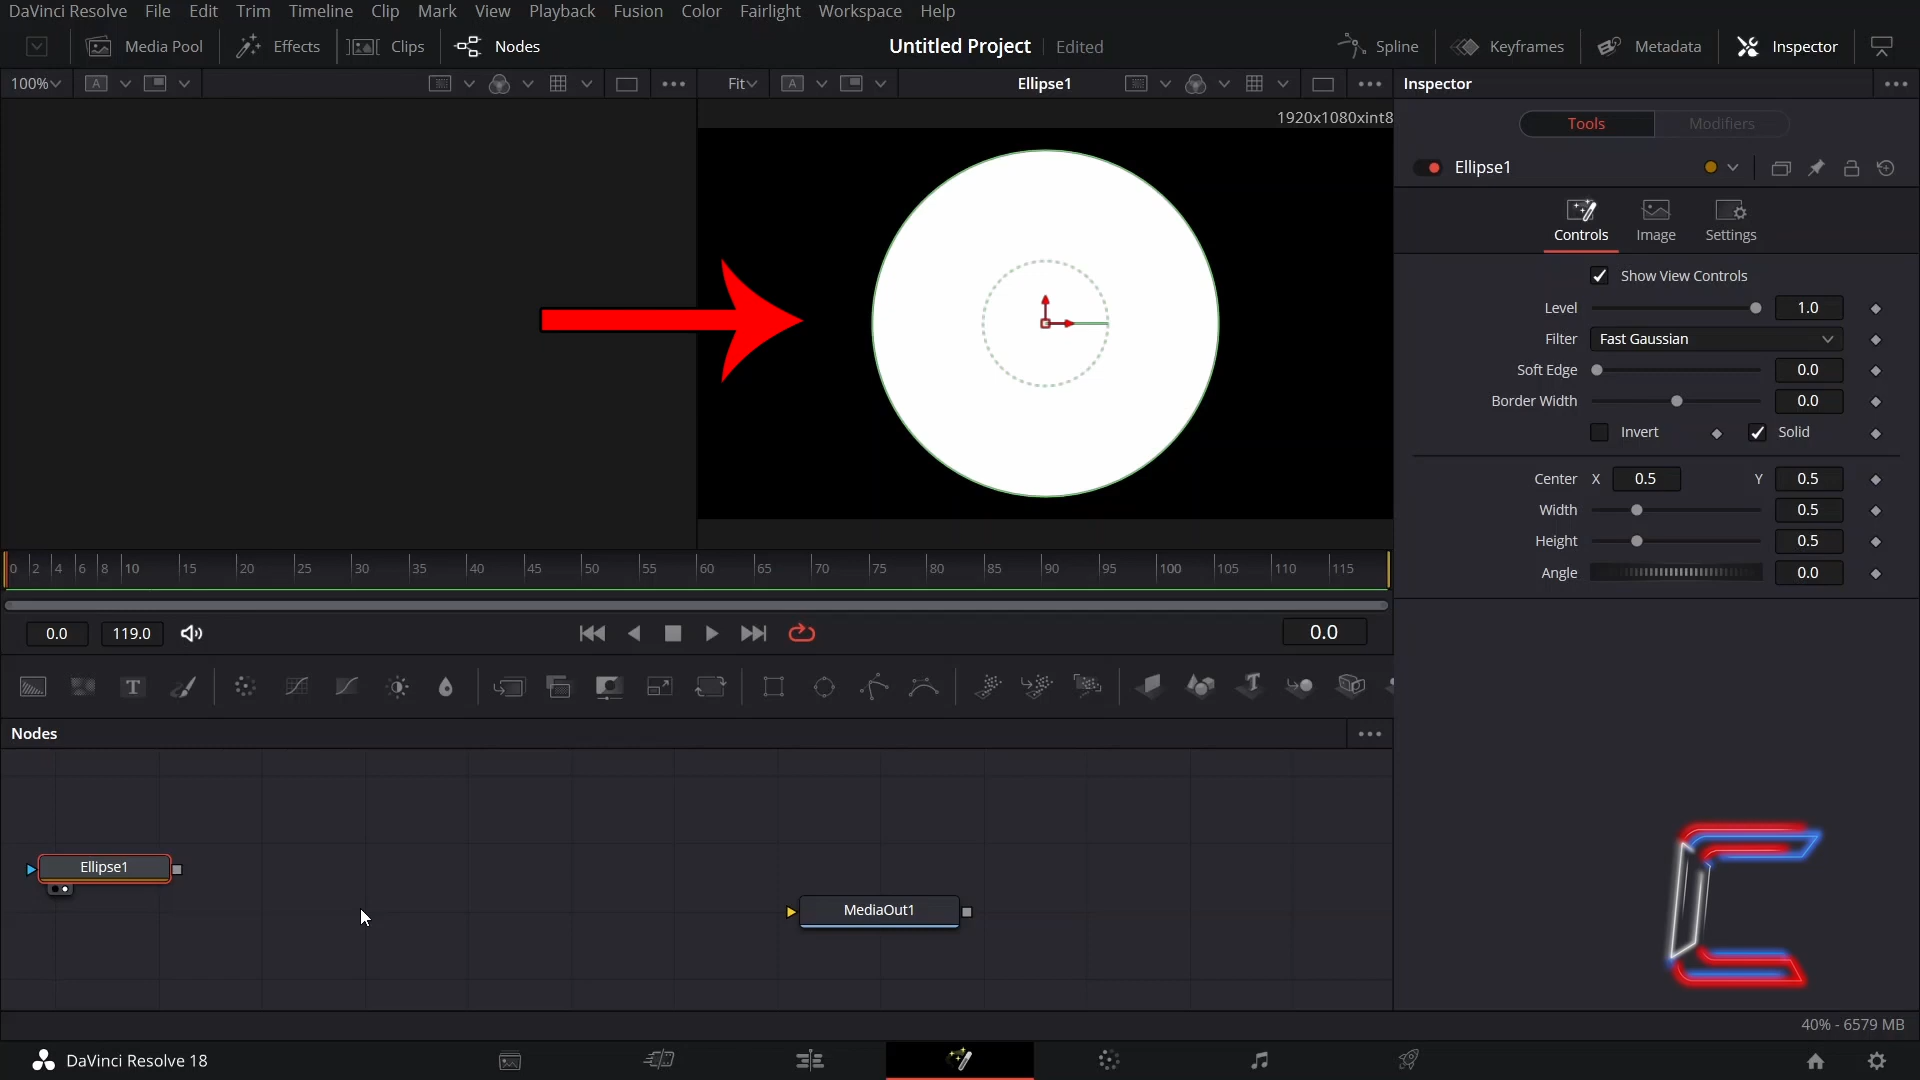 DaVinci Resolve File Edit Trim Timeline Clip Mark View Playback Fusion Color Fairlight Workspace Help
Media Pool Effects Clips Nodes Untitled Project Edited Spline Keyframes Metadata Inspector
100% A Fit A Ellipse1 Inspector
1920x1080xint8
Tools Modifiers
Ellipse1
Controls Image Settings
Show View Controls
Level 1.0
Filter Fast Gaussian
Soft Edge 0.0
Border Width 0.0
Invert Solid
Center X 0.5 Y 0.5
Width 0.5
Height 0.5
Angle 0.0
0 2 4 6 8 10 15 20 25 30 35 40 45 50 55 60 65 70 75 80 85 90 95 100 105 110 115
0.0 119.0 0.0
T T
Nodes
Ellipse1
MediaOut1
C
40% - 6579 MB
DaVinci Resolve 18